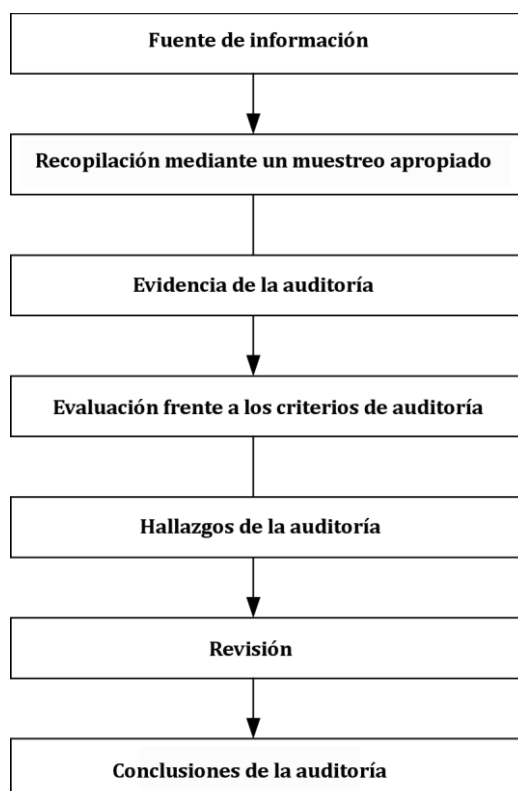 Fuente de información
Recopilación mediante un muestreo apropiado
Evidencia de la auditoría
Evaluación frente a los criterios de auditoría
Hallazgos de la auditoría
Revisión
Conclusiones de la auditoría